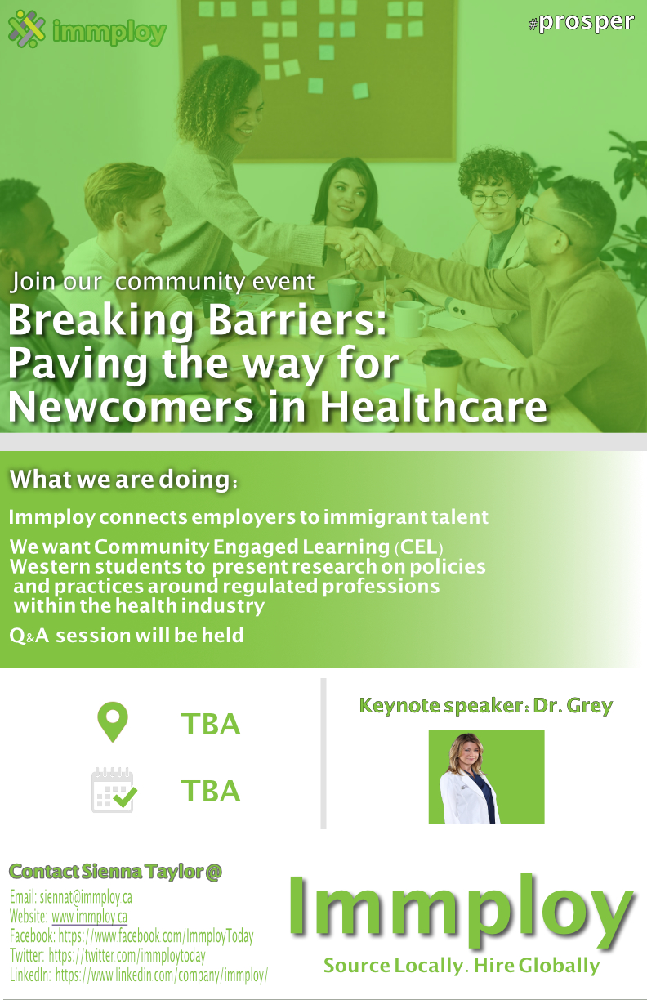 immploy
#prosper
Join our community event
Breaking Barriers:
Paving the way for
Newcomers in Healthcare
What we are doing:
Immploy connects employers to immigrant talent
We want Community Engaged Learning (CEL)
Western students to present research on policies
and practices around regulated professions
within the health industry
Q&A session will be held
TBA
TBA
Keynote speaker: Dr. Grey
Contact Sienna Taylor @
Email: siennat@immploy.ca
Website: www.immploy.ca
Facebook: https://www.facebook.com/ImmployToday
Twitter: https://twitter.com/immploytoday
LinkedIn: https://www.linkedin.com/company/immploy/
Immploy
Source Locally. Hire Globally